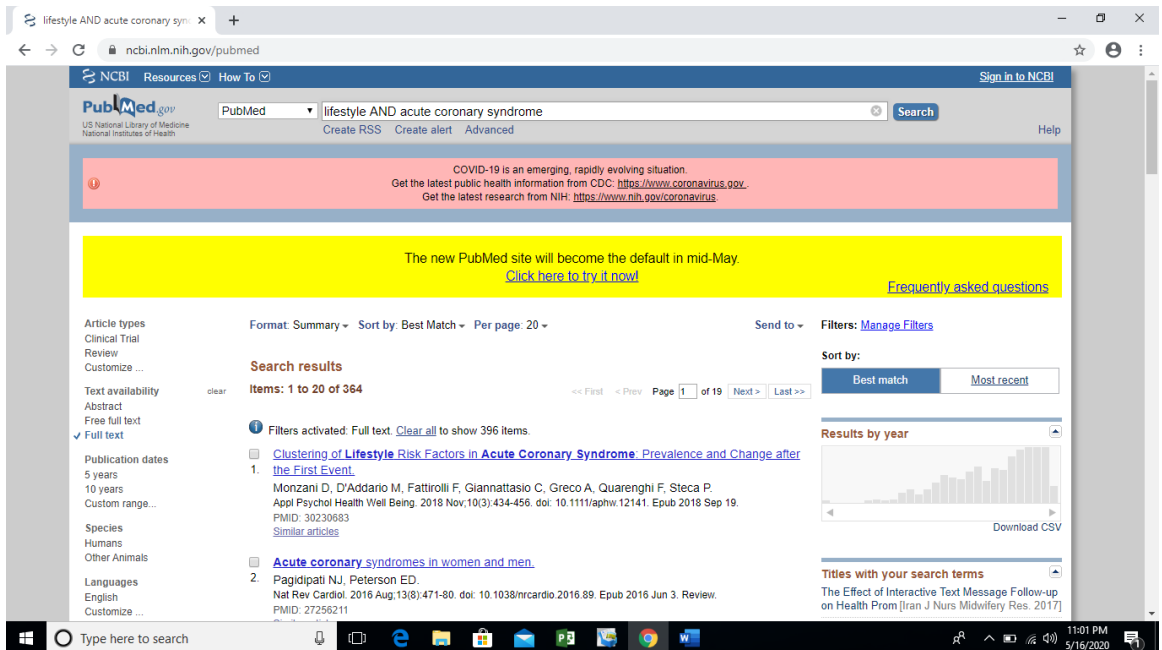 lifestyle AND acute coronary syn
ncbi.nlm.nih.gov/pubmed
NCBI Resources How To Sign in to NCBI
PubMed.gov
US National Library of Medicine
National Institutes of Health
PubMed
lifestyle AND acute coronary syndrome
Search
Create RSS Create alert Advanced
Help
COVID-19 is an emerging, rapidly evolving situation.
Get the latest public health information from CDC: https://www.coronavirus.gov .
Get the latest research from NIH: https://www.nih.gov/coronavirus.
The new PubMed site will become the default in mid-May.
Click here to try it now!
Frequently asked questions
Article types
Clinical Trial
Review
Customize ...
Text availability clear
Abstract
Free full text
Full text
Publication dates
5 years
10 years
Custom range...
Species
Humans
Other Animals
Languages
English
Customize ...
Format: Summary Sort by: Best Match Per page: 20 Send to
Search results
Items: 1 to 20 of 364
<< First < Prev Page 1 of 19 Next > Last >>
Filters activated: Full text. Clear all to show 396 items.
Clustering of Lifestyle Risk Factors in Acute Coronary Syndrome: Prevalence and Change after
1. the First Event.
Monzani D, D'Addario M, Fattirolli F, Giannattasio C, Greco A, Quarenghi F, Steca P.
Appl Psychol Health Well Being. 2018 Nov;10(3):434-456. doi: 10.1111/aphw.12141. Epub 2018 Sep 19.
PMID: 30230683
Similar articles
Acute coronary syndromes in women and men.
2. Pagidipati NJ, Peterson ED.
Nat Rev Cardiol. 2016 Aug;13(8):471-80. doi: 10.1038/nrcardio.2016.89. Epub 2016 Jun 3. Review.
PMID: 27256211
Filters: Manage Filters
Sort by:
Best match Most recent
Results by year
Download CSV
Titles with your search terms
The Effect of Interactive Text Message Follow-up
on Health Prom [Iran J Nurs Midwifery Res. 2017]
Type here to search
11:01 PM
5/16/2020